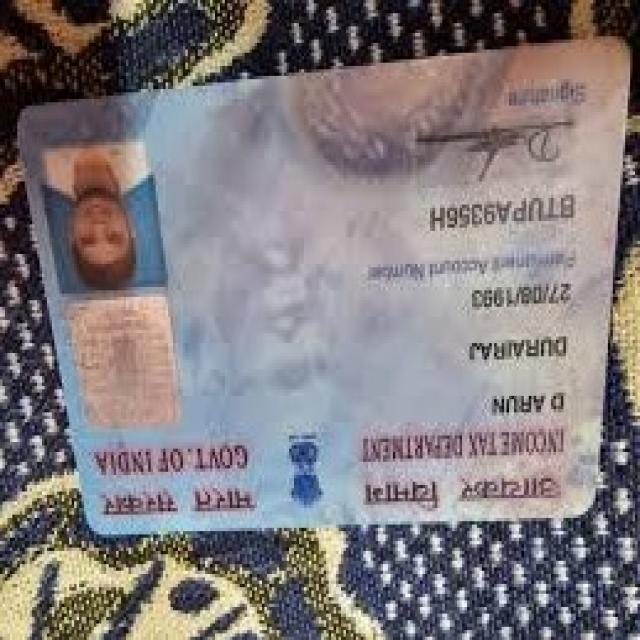 आयकर विभाग
भारत सरकार
INCOME TAX DEPARTMENT
GOVT. OF INDIA
D ARUN
DURAIRAJ
27/08/1993
Permanent Account Number
BTUPA9356H
Signature